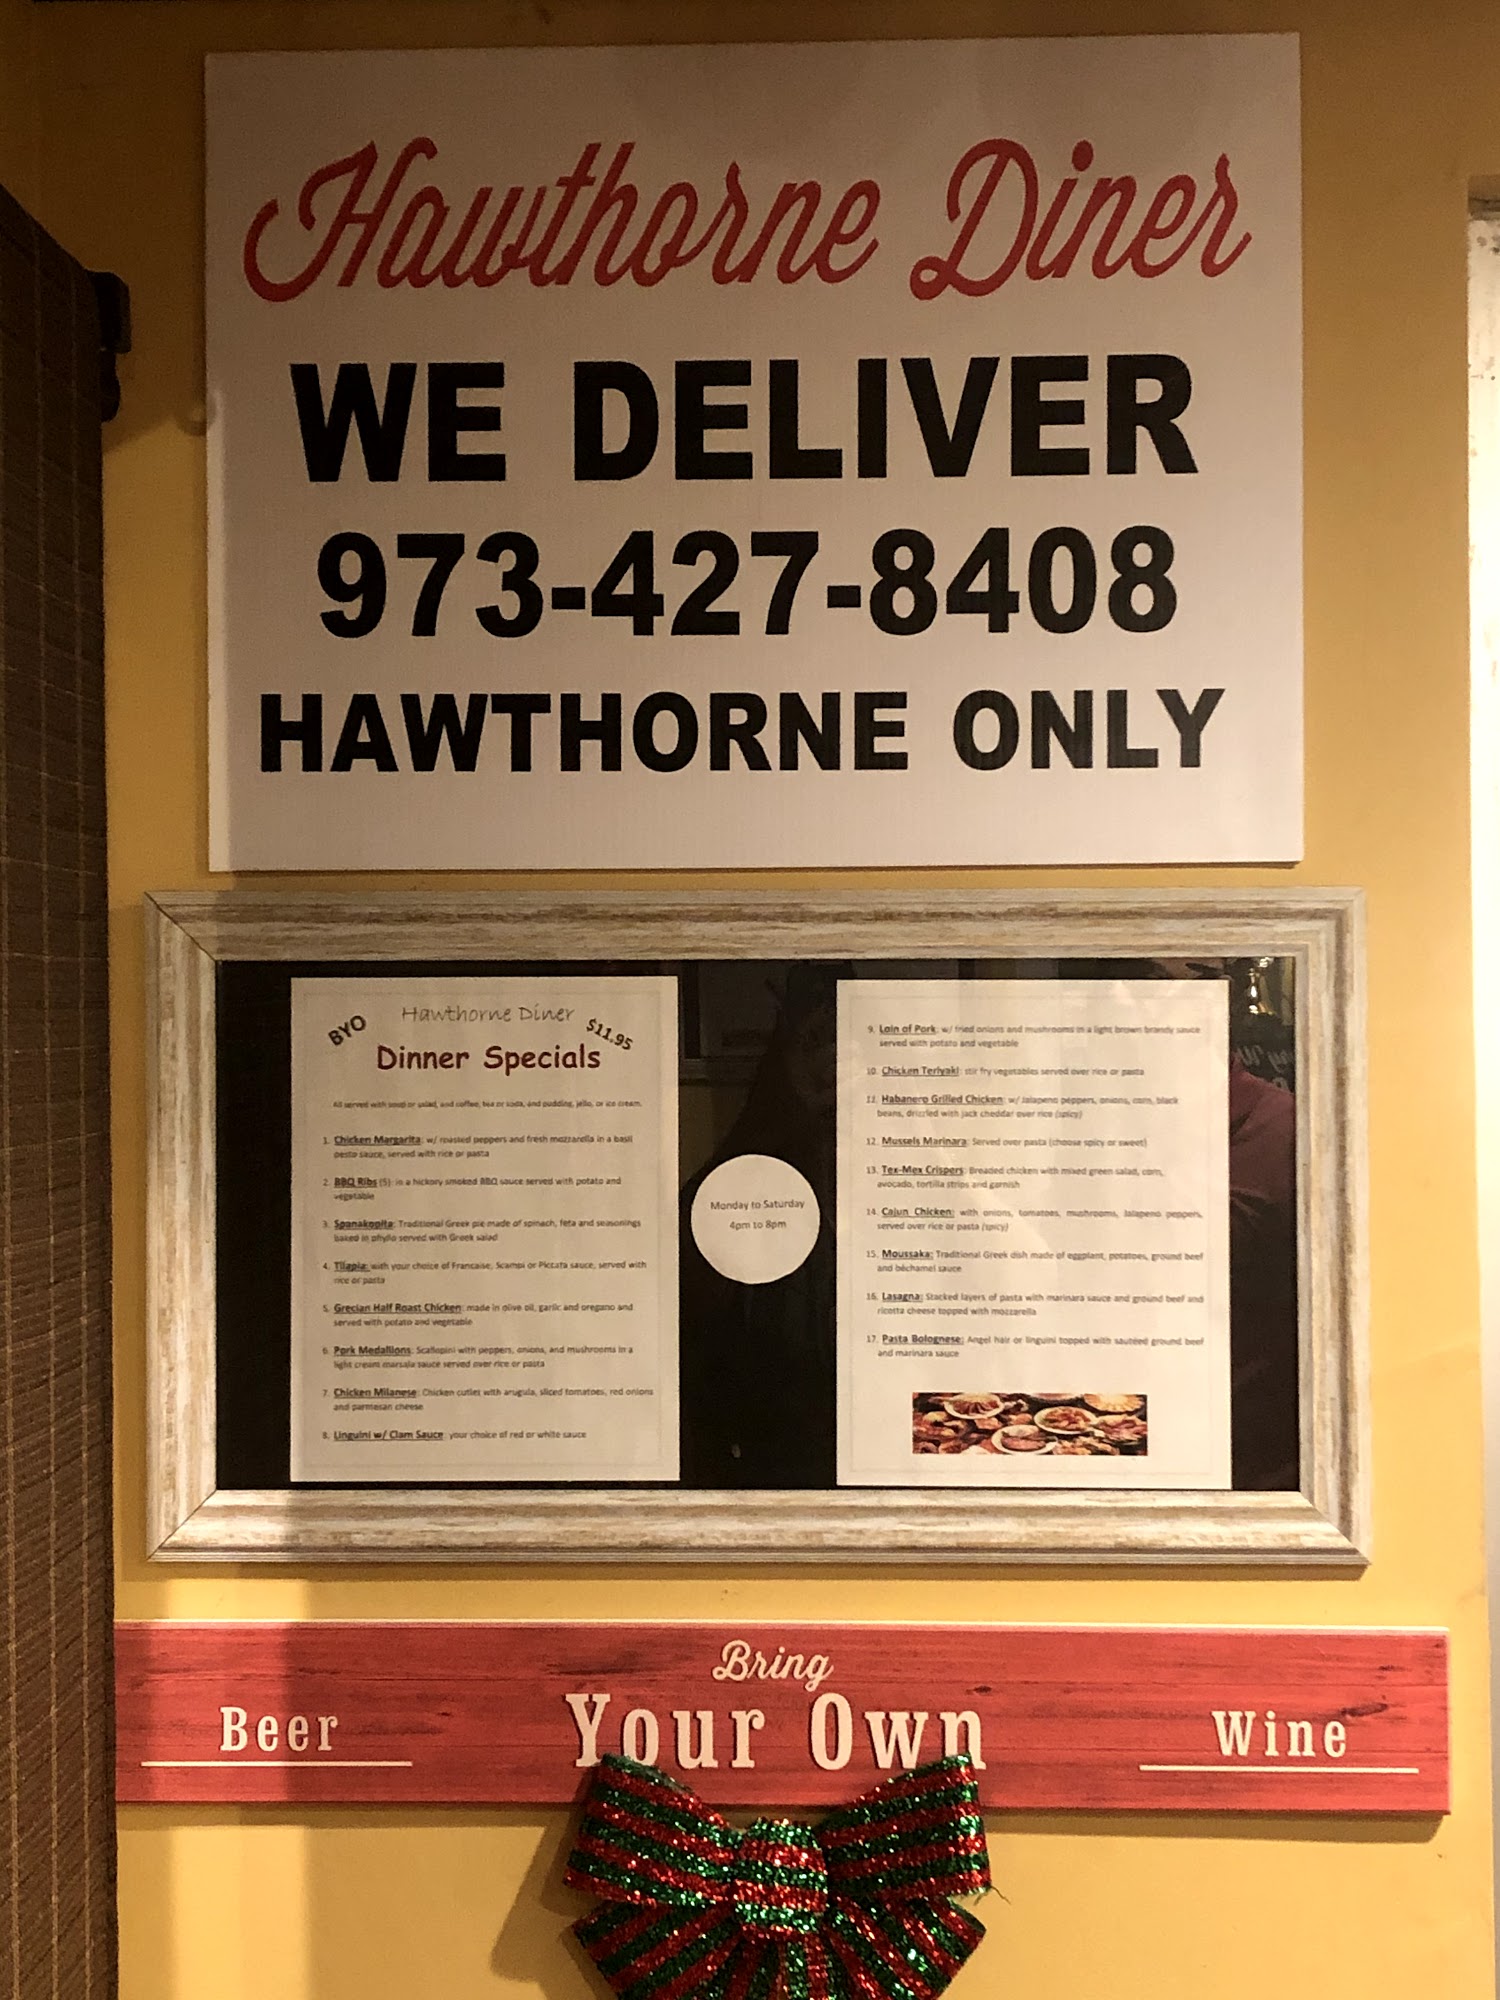 Hawthorne Diner
WE DELIVER
973-427-8408
HAWTHORNE ONLY
Hawthorne Diner
BYO
$11.95
Dinner Specials
All served with soup or salad, and coffee, tea or soda, and pudding, jello, or ice cream.
1. Chicken Margarita: w/ roasted peppers and fresh mozzarella in a basil
pesto sauce, served with rice or pasta
2. BBQ Ribs (5): in a hickory smoked BBQ sauce served with potato and
vegetable
3. Spanakopita: Traditional Greek pie made of spinach, feta and seasonings
baked in phyllo served with Greek salad
4. Tilapia: with your choice of Francaise, Scampi or Piccata sauce, served with
rice or pasta
5. Grecian Half Roast Chicken: made in olive oil, garlic and oregano and
served with potato and vegetable
6. Pork Medallions: Scallopini with peppers, onions, and mushrooms in a
light cream marsala sauce served over rice or pasta
7. Chicken Milanese: Chicken cutlet with arugula, sliced tomatoes, red onions
and parmesan cheese
8. Linguini w/ Clam Sauce: your choice of red or white sauce
Monday to Saturday
4pm to 8pm
9. Loin of Pork: w/ fried onions and mushrooms in a light brown brandy sauce
served with potato and vegetable
10. Chicken Teriyaki: stir fry vegetables served over rice or pasta
11. Habanero Grilled Chicken: w/ Jalapeno peppers, onions, corn, black
beans, drizzled with jack cheddar over rice (spicy)
12. Mussels Marinara: Served over pasta (choose spicy or sweet)
13. Tex-Mex Crispers: Breaded chicken with mixed green salad, corn,
avocado, tortilla strips and garnish
14. Cajun Chicken: with onions, tomatoes, mushrooms, Jalapeno peppers,
served over rice or pasta (spicy)
15. Moussaka: Traditional Greek dish made of eggplant, potatoes, ground beef
and béchamel sauce
16. Lasagna: Stacked layers of pasta with marinara sauce and ground beef and
ricotta cheese topped with mozzarella
17. Pasta Bolognese: Angel hair or linguini topped with sautéed ground beef
and marinara sauce
Bring
Beer Your Own Wine